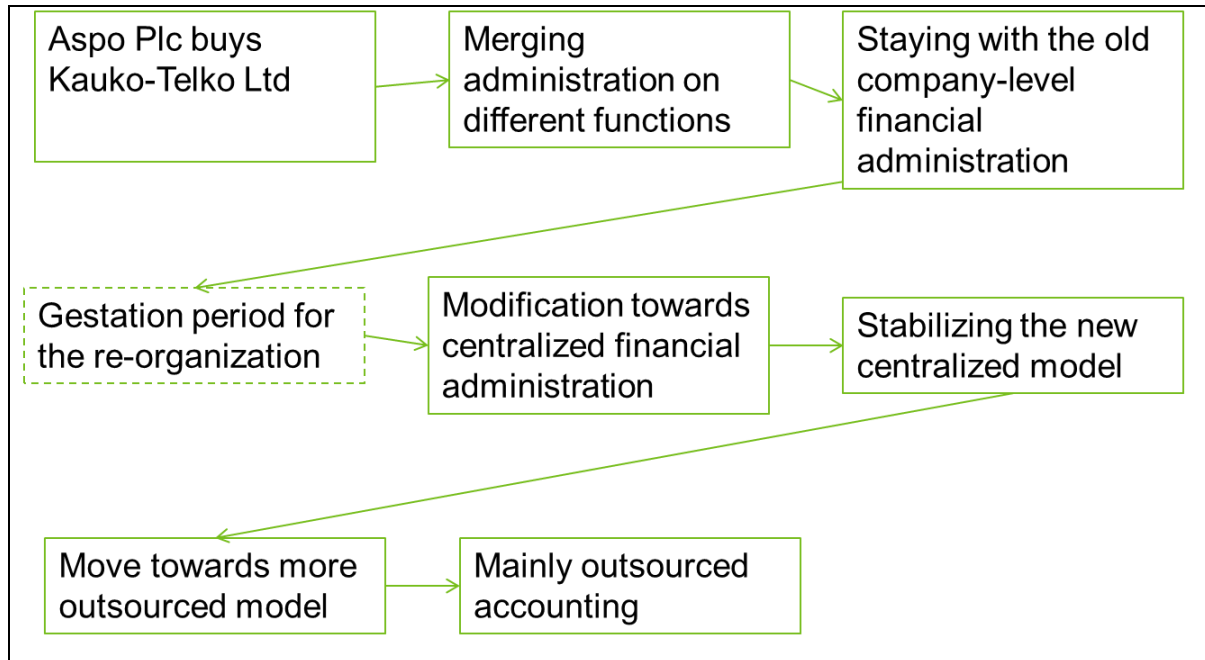 Aspo Plc buys
Kauko-Telko Ltd
Merging
administration on
different functions
Staying with the old
company-level
financial
administration
Gestation period for
the re-organization
Modification towards
centralized financial
administration
Stabilizing the new
centralized model
Move towards more
outsourced model
Mainly outsourced
accounting